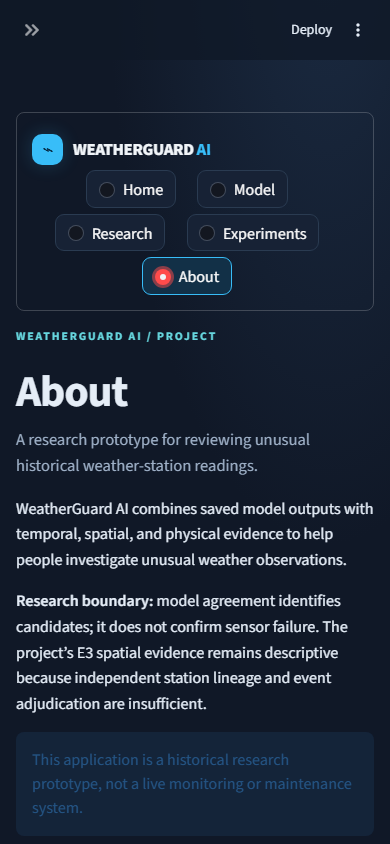 Deploy
WEATHERGUARD AI
Home
Model
Research
Experiments
About
WEATHERGUARD AI / PROJECT
About
A research prototype for reviewing unusual
historical weather-station readings.
WeatherGuard AI combines saved model outputs with
temporal, spatial, and physical evidence to help
people investigate unusual weather observations.
Research boundary: model agreement identifies
candidates; it does not confirm sensor failure. The
project’s E3 spatial evidence remains descriptive
because independent station lineage and event
adjudication are insufficient.
This application is a historical research
prototype, not a live monitoring or maintenance
system.